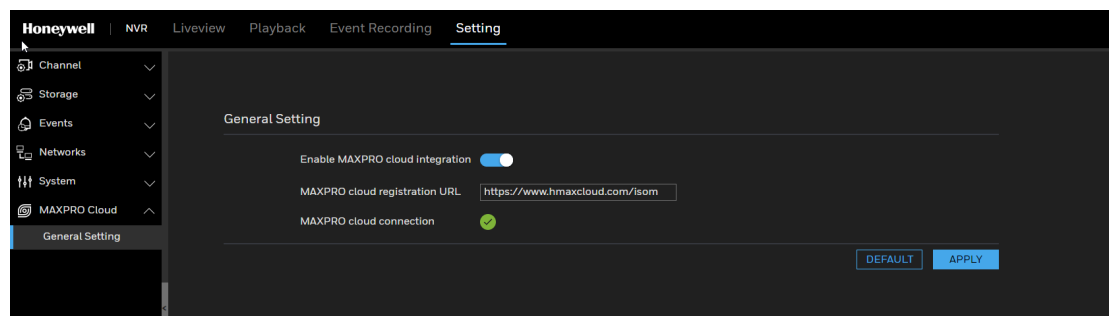 Honeywell | NVR Liveview Playback Event Recording Setting
Channel
Storage
Events
Networks
System
MAXPRO Cloud
General Setting
General Setting
Enable MAXPRO cloud integration
MAXPRO cloud registration URL https://www.hmaxcloud.com/isom
MAXPRO cloud connection
DEFAULT APPLY